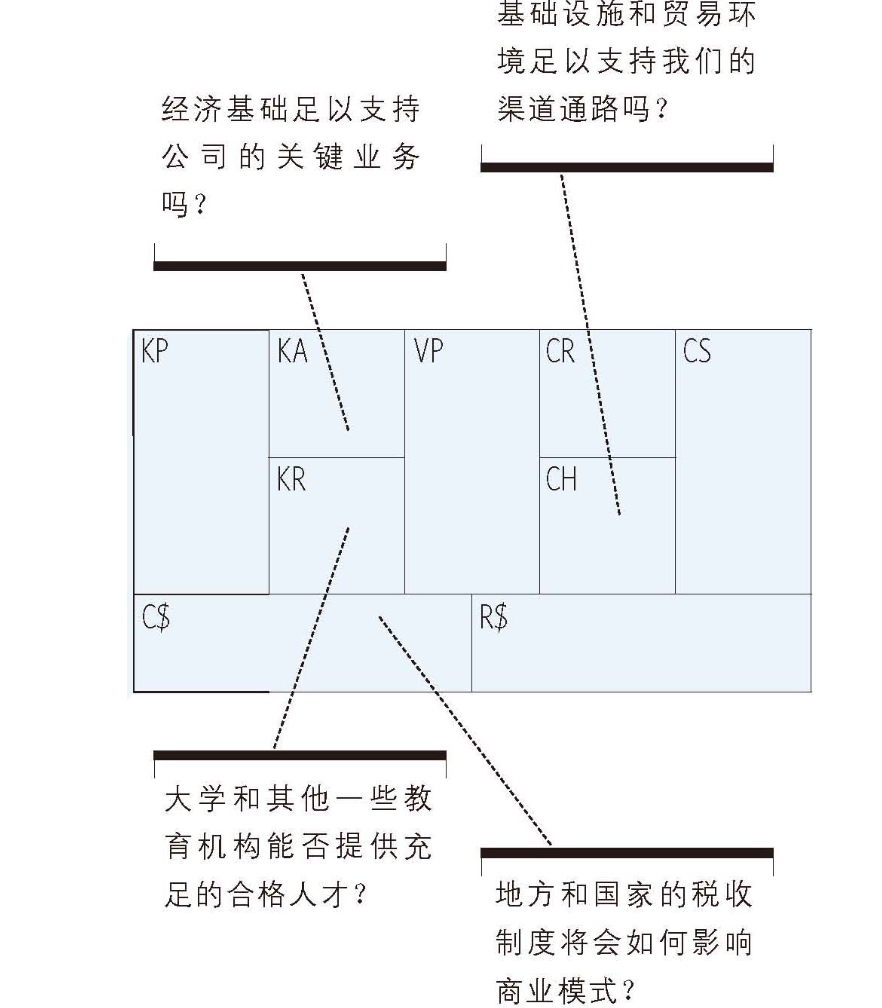 基础设施和贸易环
境足以支持我们的
渠道通路吗？
经济基础足以支持
公司的关键业务
吗？
KP
KA
VP
CR
CS
KR
CH
C$
R$
大学和其他一些教
育机构能否提供充
足的合格人才？
地方和国家的税收
制度将会如何影响
商业模式？